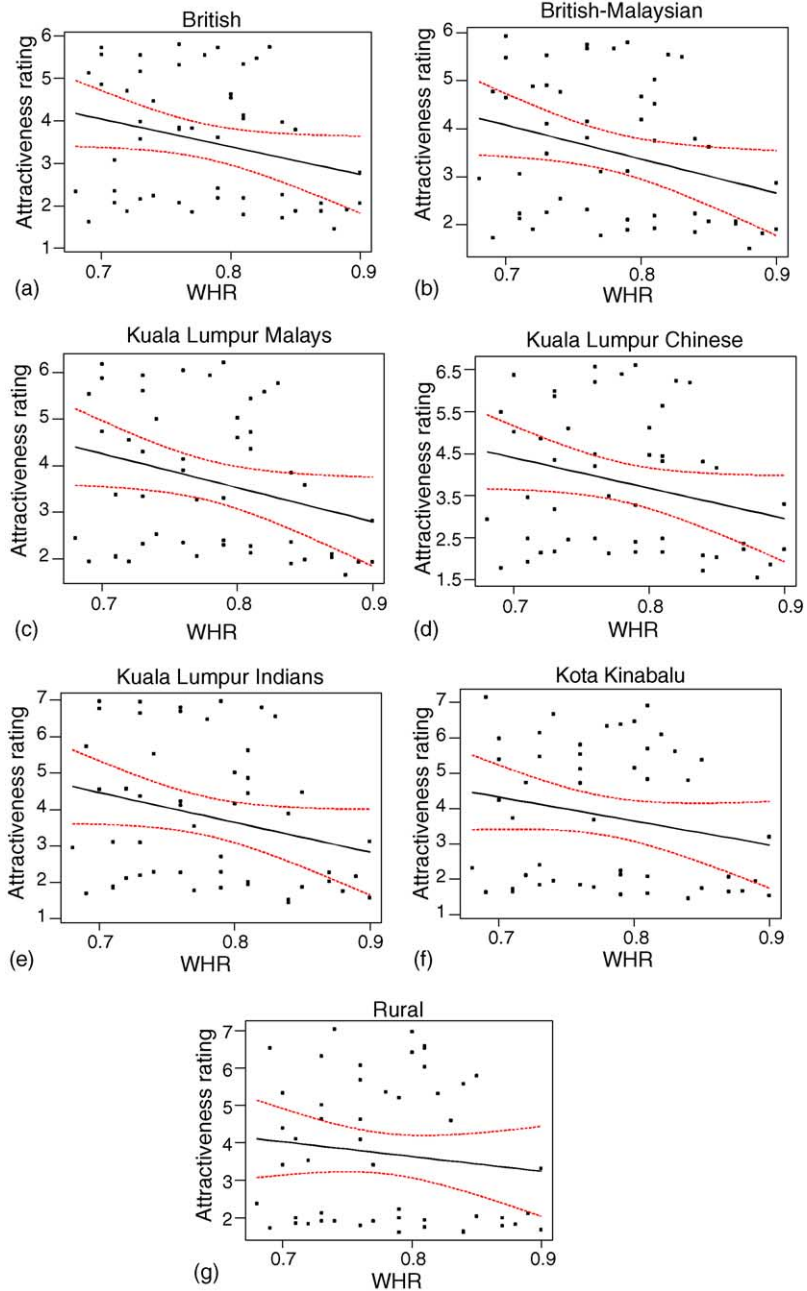 British
Attractiveness rating
6
5
4
3
2
1
0.7 0.8 0.9
(a) WHR
British-Malaysian
Attractiveness rating
6
5
4
3
2
0.7 0.8 0.9
(b) WHR
Kuala Lumpur Malays
Attractiveness rating
6
5
4
3
2
0.7 0.8 0.9
(c) WHR
Kuala Lumpur Chinese
Attractiveness rating
6.5
5.5
4.5
3.5
2.5
1.5
0.7 0.8 0.9
(d) WHR
Kuala Lumpur Indians
Attractiveness rating
7
6
5
4
3
2
1
0.7 0.8 0.9
(e) WHR
Kota Kinabalu
Attractiveness rating
7
6
5
4
3
2
1
0.7 0.8 0.9
(f) WHR
Rural
Attractiveness rating
7
6
5
4
3
2
0.7 0.8 0.9
(g) WHR